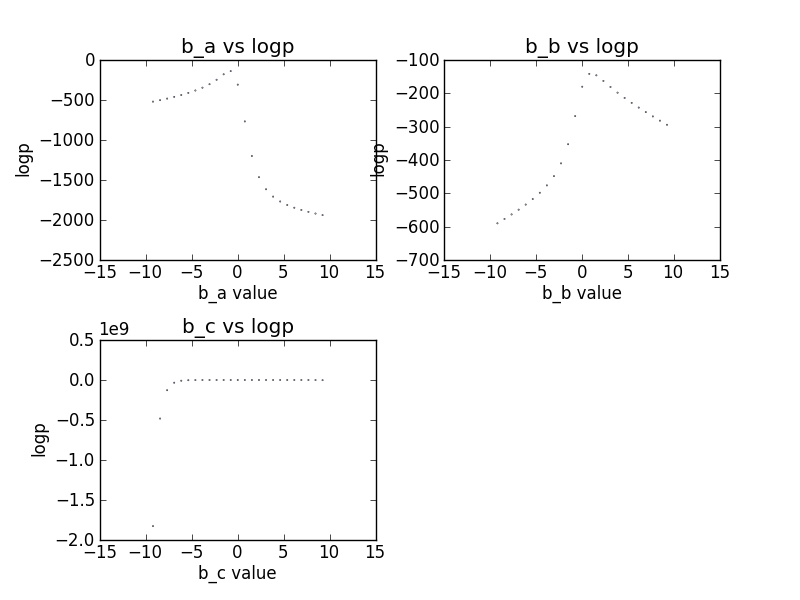 b_a vs logp
0
−500
−1000
−1500
−2000
−2500
logp
−15 −10 −5 0 5 10 15
b_a value
b_b vs logp
−100
−200
−300
−400
−500
−600
−700
logp
−15 −10 −5 0 5 10 15
b_b value
b_c vs logp
1e9
0.5
0.0
−0.5
−1.0
−1.5
−2.0
logp
−15 −10 −5 0 5 10 15
b_c value